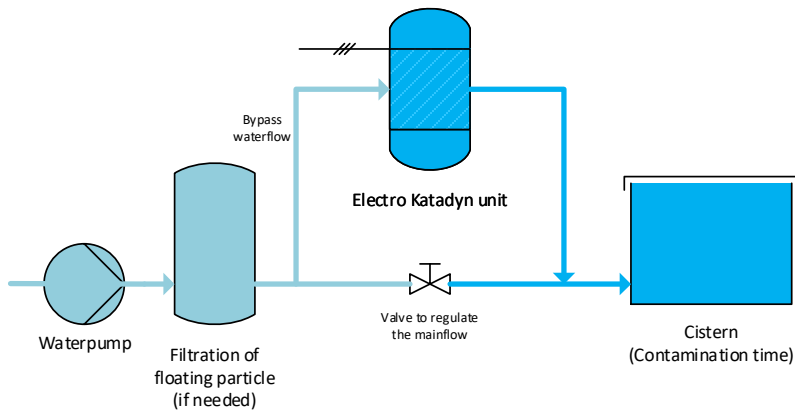 Bypass
waterflow
Electro Katadyn unit
Valve to regulate
the mainflow
Waterpump
Filtration of
floating particle
(if needed)
Cistern
(Contamination time)